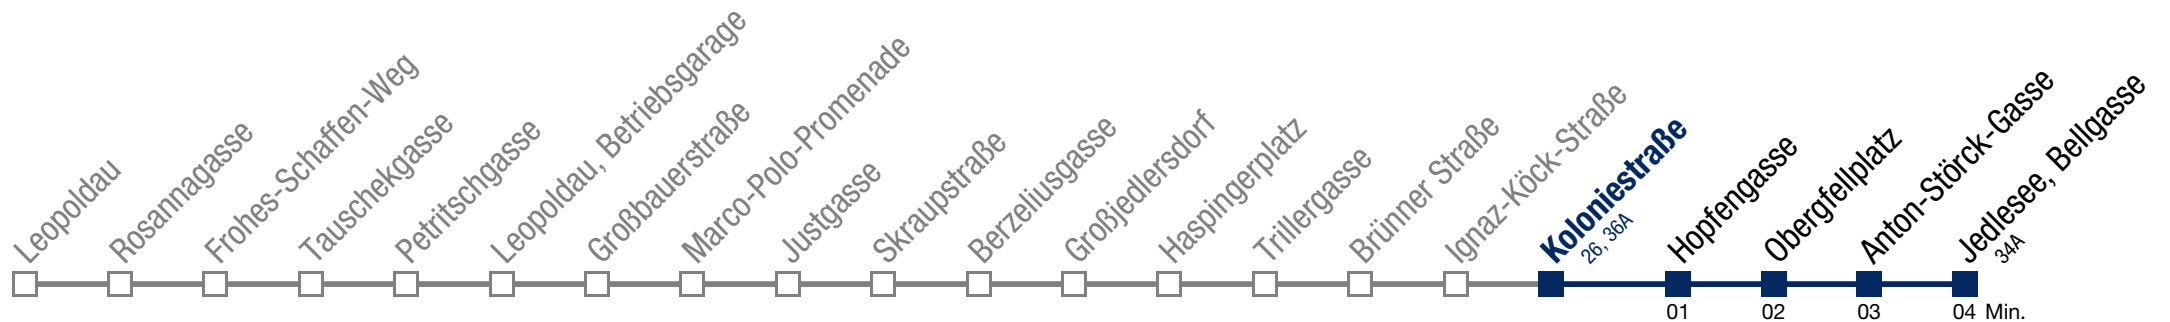 Leopoldau
Rosannagasse
Frohes-Schaffen-Weg
Tauschekgasse
Petritschgasse
Leopoldau, Betriebsgarage
Großbauerstraße
Marco-Polo-Promenade
Justgasse
Skraupstraße
Berzeliusgasse
Großjedlersdorf
Haspingerplatz
Trillergasse
Brünner Straße
Ignaz-Köck-Straße
Koloniestraße
26, 36A
Hopfengasse
Obergfellplatz
Anton-Störck-Gasse
Jedlesee, Bellgasse
34A
01 02 03 04 Min.